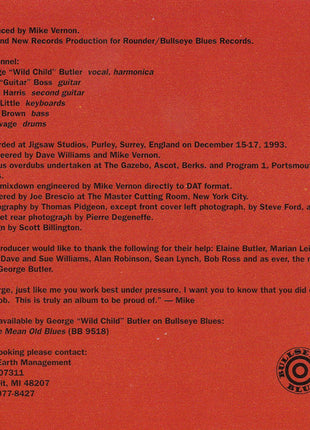 ced by Mike Vernon.
nd New Records Production for Rounder/Bullseye Blues Records.
nnel:
ge "Wild Child" Butler vocal, harmonica
"Guitar" Boss guitar
Harris second guitar
Little keyboards
Brown bass
vage drums
rded at Jigsaw Studios, Purley, Surrey, England on December 15-17, 1993.
neered by Dave Williams and Mike Vernon.
us overdubs undertaken at The Gazebo, Ascot, Berks. and Program 1, Portsmou
s.
mixdown engineered by Mike Vernon directly to DAT format.
ered by Joe Brescio at The Master Cutting Room, New York City.
graphy by Thomas Pidgeon, except front cover left photograph, by Steve Ford, a
et rear photograph by Pierre Degeneffe.
gn by Scott Billington.
roducer would like to thank the following for their help: Elaine Butler, Marian Lei
Dave and Sue Williams, Alan Robinson, Sean Lynch, Bob Ross and as ever, the m
George Butler.
rge, just like me you work best under pressure. I want you to know that you did
ob. This is truly an album to be proud of." — Mike
available by George "Wild Child" Butler on Bullseye Blues:
e Mean Old Blues (BB 9518)
ooking please contact:
Earth Management
07311
it, MI 48207
977-8427
BULLSEYE
BLUES